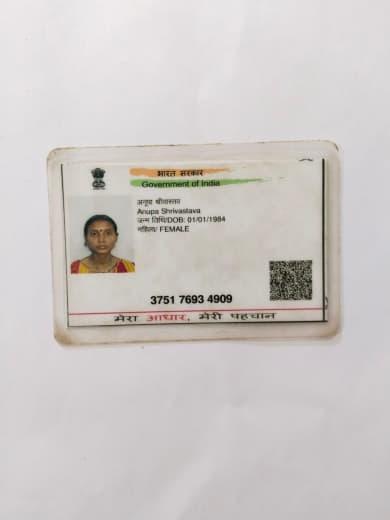 भारत सरकार
Government of India
अनुपा श्रीवास्तव
Anupa Shrivastava
जन्म तिथि/DOB: 01/01/1984
महिला/ FEMALE
3751 7693 4909
मेरा आधार, मेरी पहचान